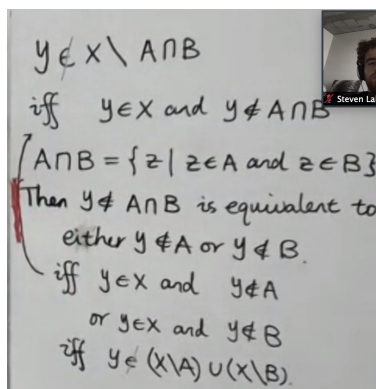 y ∉ X \ A∩B
iff y∈X and y∉ A∩B
A∩B = {z | z∈A and z∈B}
Then y∉ A∩B is equivalent to
either y∉A or y∉B.
iff y∈X and y∉A
or y∈X and y∉B
iff y∈(X\A) ∪ (X\B).
Steven La